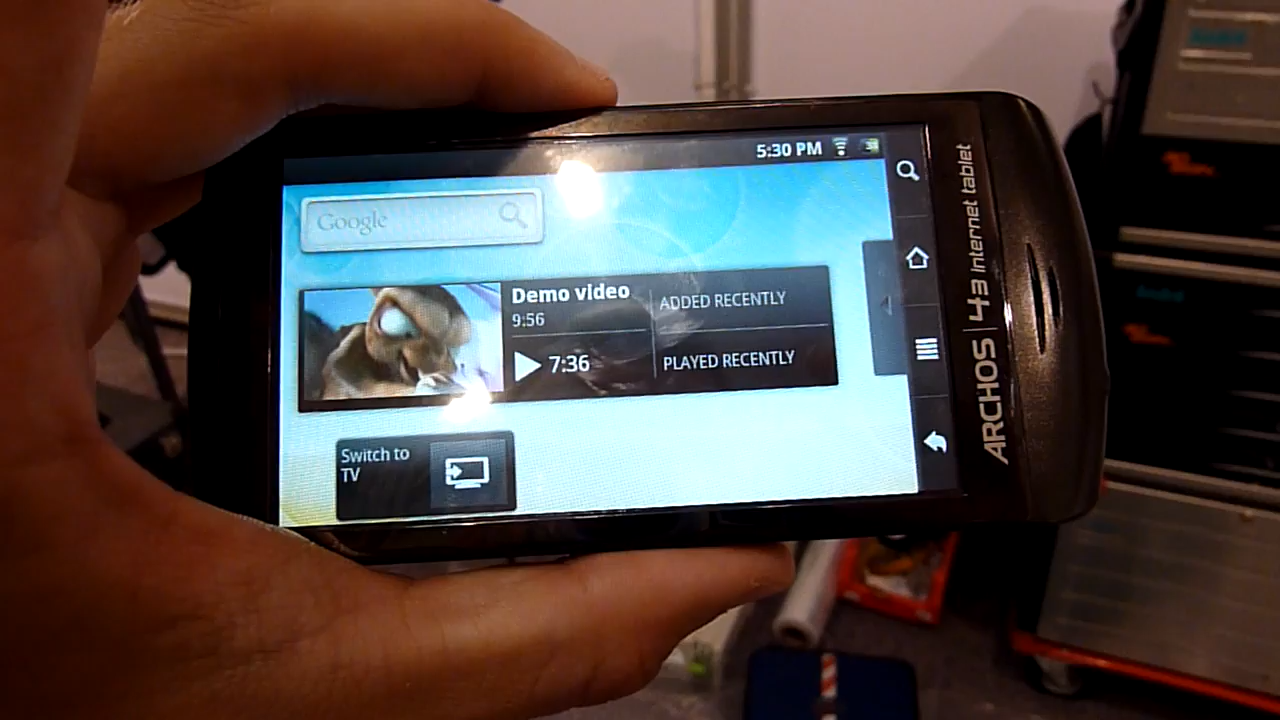 5:30 PM
Google
Demo video
9:56
7:36
ADDED RECENTLY
PLAYED RECENTLY
Switch to
TV
ARCHOS | 43 internet tablet